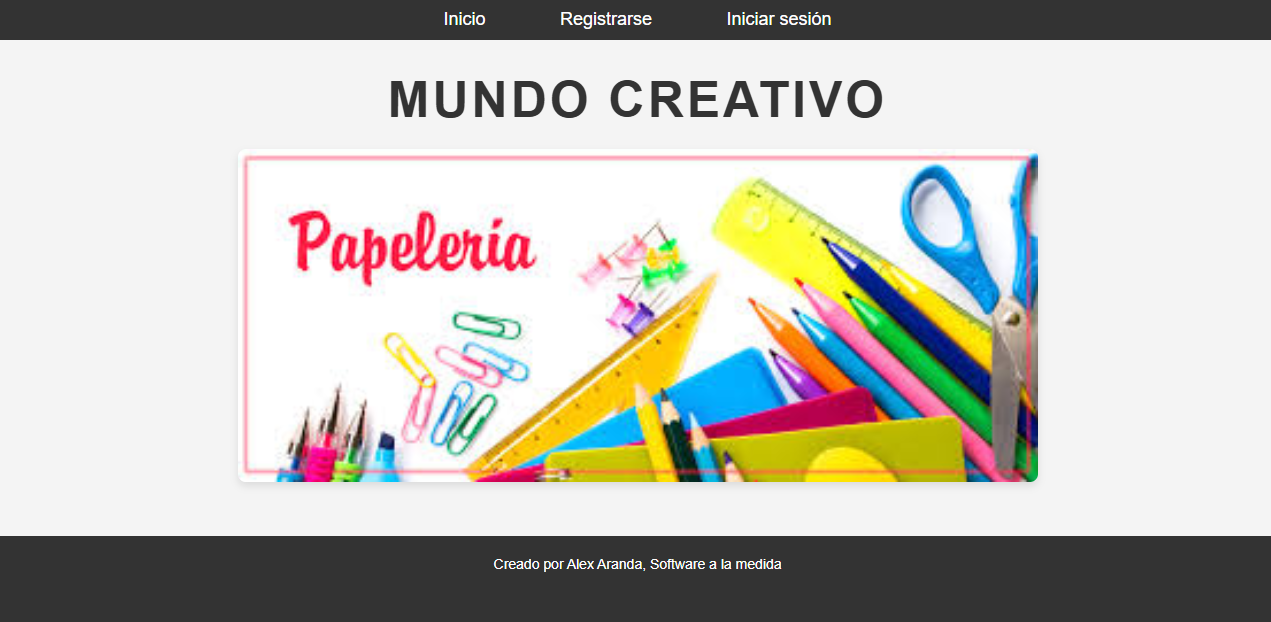 Inicio Registrarse Iniciar sesión
MUNDO CREATIVO
Papelería
Creado por Alex Aranda, Software a la medida